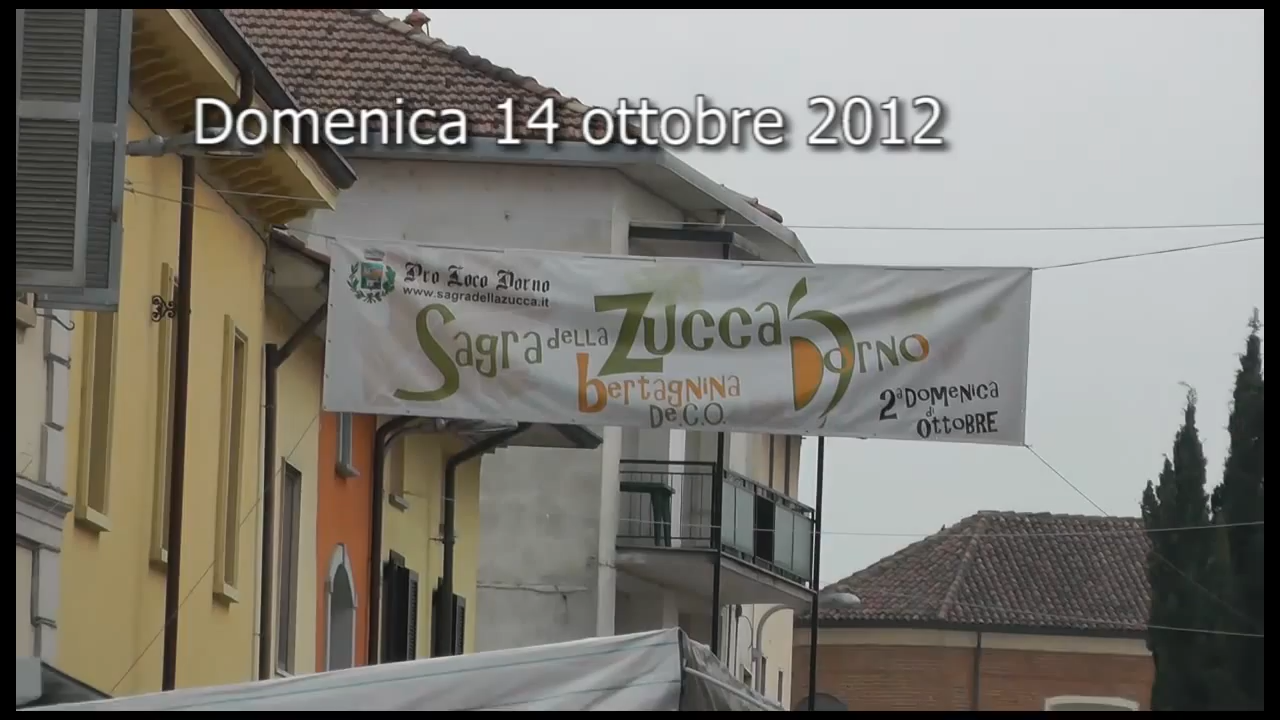 Domenica 14 ottobre 2012
Pro Loco Dorno
www.sagradellazucca.it
Sagra della Zucca Dorno
bertagnina
De.C.O.
2ª Domenica
di
ottobre